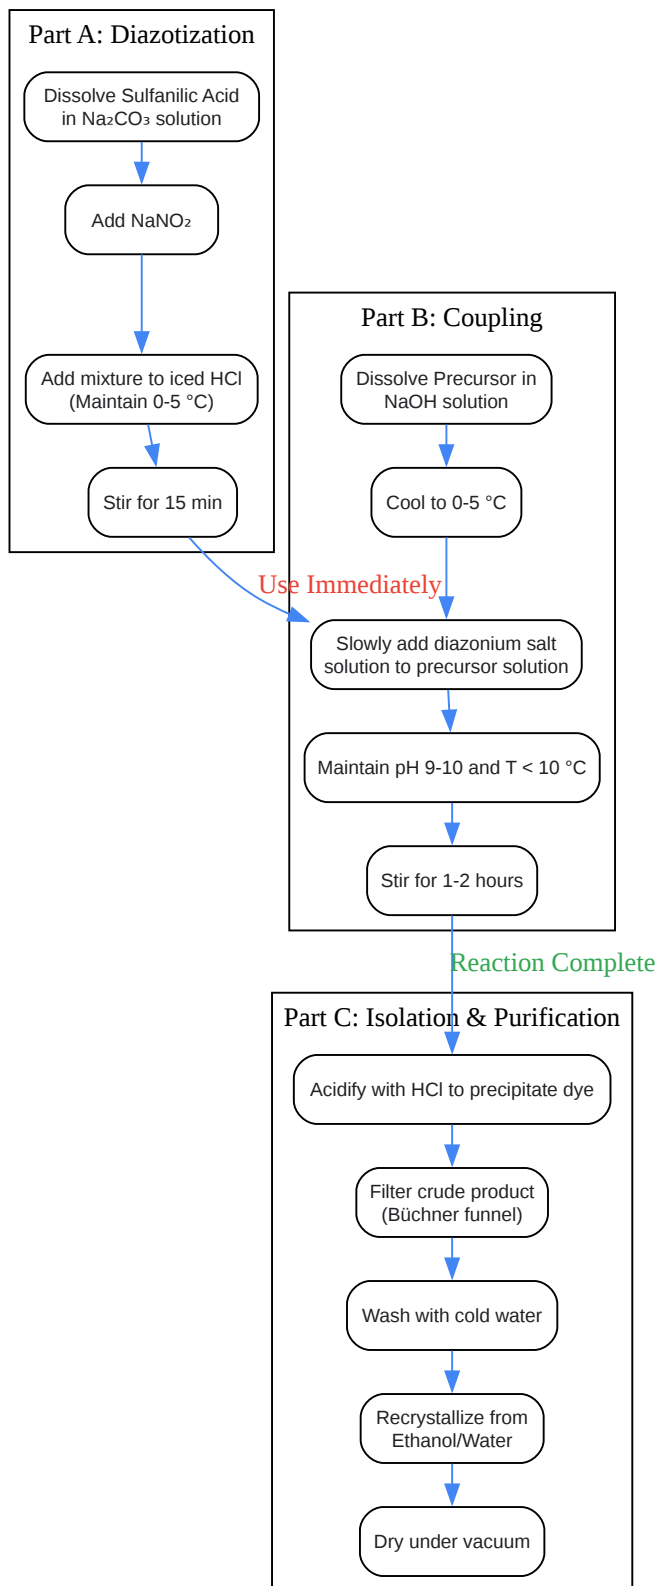 Part A: Diazotization
Dissolve Sulfanilic Acid
in Na₂CO₃ solution
Add NaNO₂
Add mixture to iced HCl
(Maintain 0-5 °C)
Stir for 15 min
Use Immediately
Part B: Coupling
Dissolve Precursor in
NaOH solution
Cool to 0-5 °C
Slowly add diazonium salt
solution to precursor solution
Maintain pH 9-10 and T < 10 °C
Stir for 1-2 hours
Reaction Complete
Part C: Isolation & Purification
Acidify with HCl to precipitate dye
Filter crude product
(Büchner funnel)
Wash with cold water
Recrystallize from
Ethanol/Water
Dry under vacuum